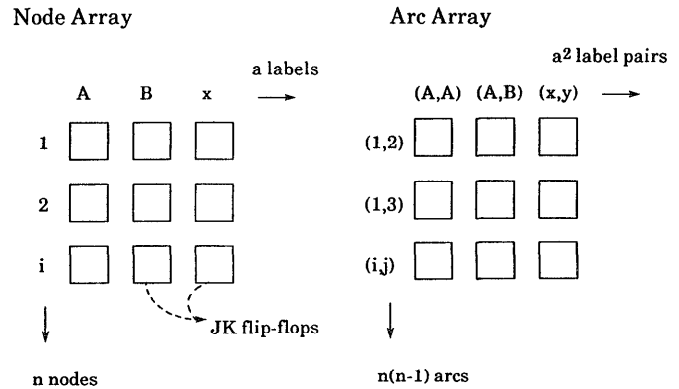 Node Array
a labels
A B x
1
2
i
JK flip-flops
n nodes
Arc Array
a² label pairs
(A,A) (A,B) (x,y)
(1,2)
(1,3)
(i,j)
n(n-1) arcs